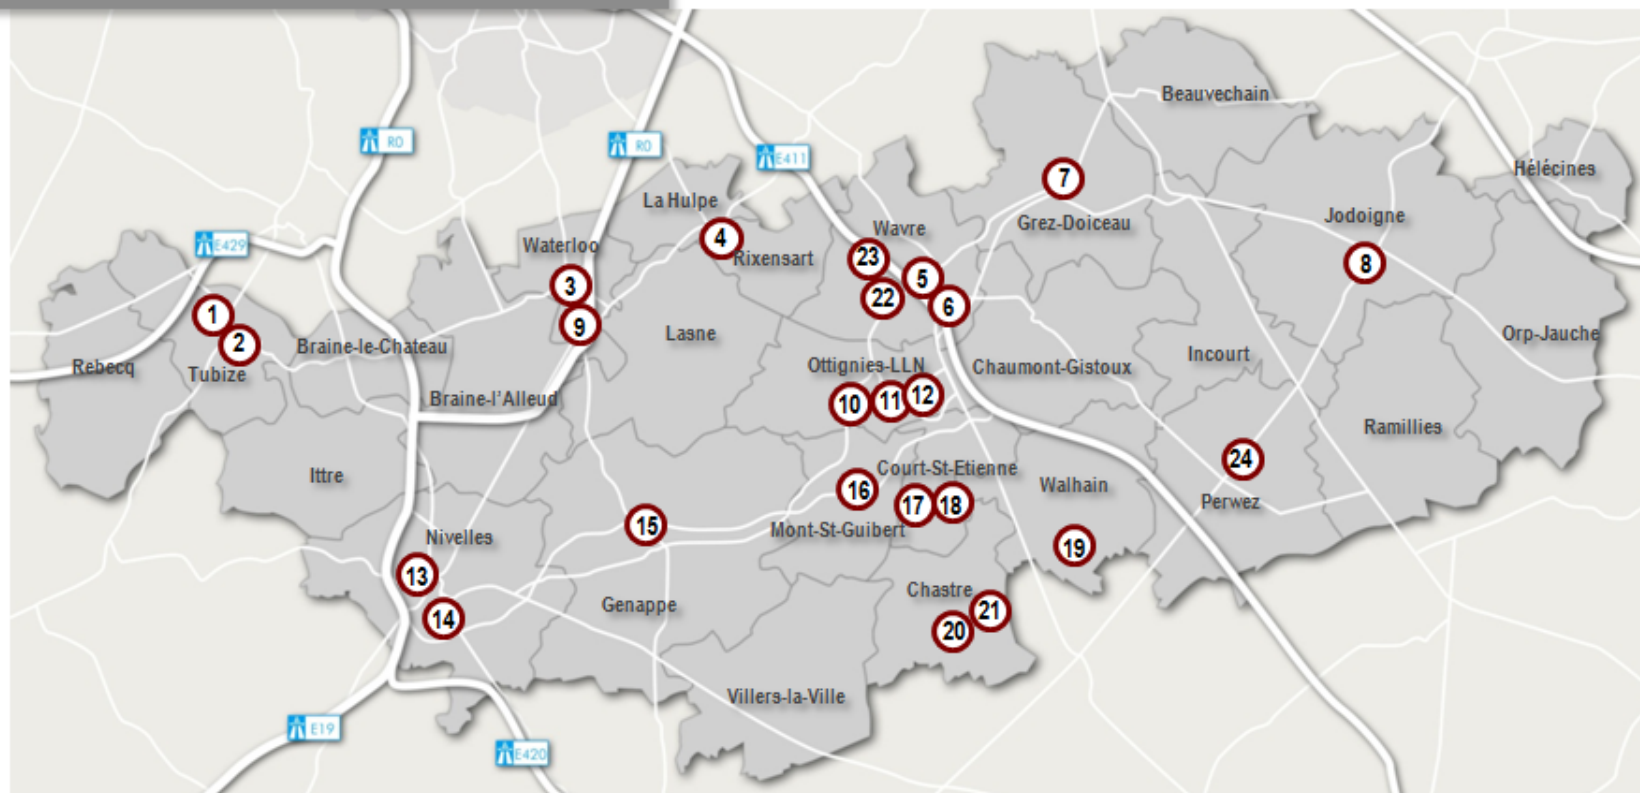 Beauvechain
R0
R0
E411
Hélécines
7
La Hulpe
Jodoigne
Grez-Doiceau
Wavre
E429
Waterloo
4
Rixensart
23
8
5
3
22
6
1
9
2
Lasne
Orp-Jauche
Braine-le-Chateau
Incourt
Rebecq
Tubize
Ottignies-LLN
Chaumont-Gistoux
Braine-l'Alleud
10
11
12
Ramillies
24
Court-St-Etienne
Ittre
16
Walhain
17
18
Perwez
15
Mont-St-Guibert
Nivelles
19
13
Chastre
Genappe
21
14
20
Villers-la-Ville
E19
E420